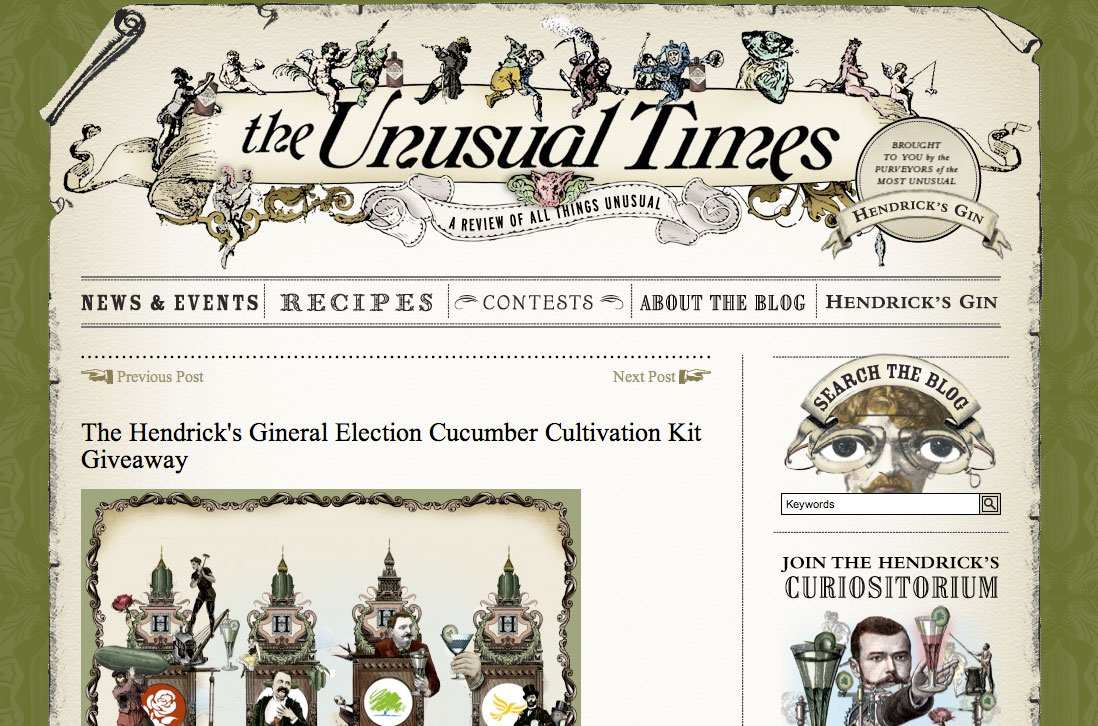 the Unusual Times
A REVIEW OF ALL THINGS UNUSUAL
BROUGHT
TO YOU by the
PURVEYORS of the
MOST UNUSUAL
HENDRICK'S GIN
NEWS & EVENTS
RECIPES
CONTESTS
ABOUT THE BLOG
HENDRICK'S GIN
Previous Post
Next Post
The Hendrick's Gineral Election Cucumber Cultivation Kit
Giveaway
H
H
H
H
SEARCH THE BLOG
Keywords
JOIN THE HENDRICK'S
CURIOSITORIUM